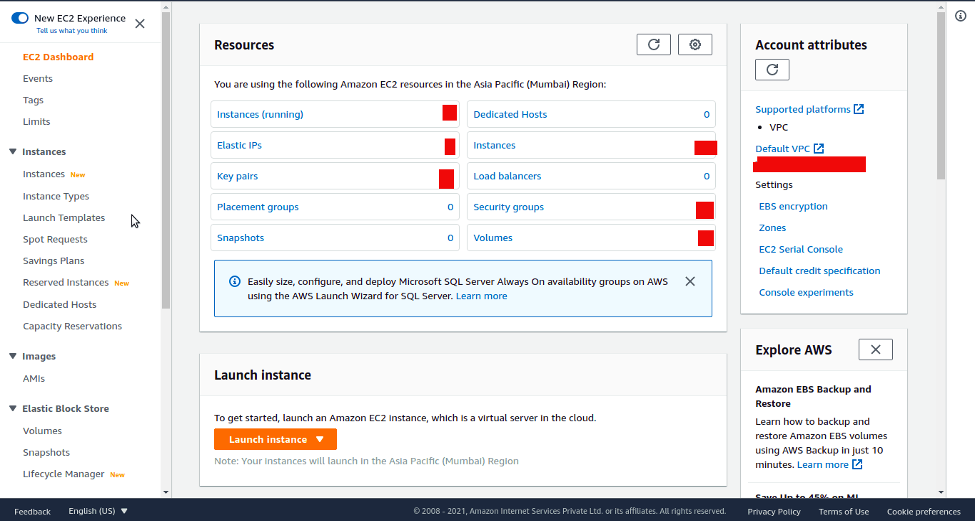 New EC2 Experience
Tell us what you think
EC2 Dashboard
Events
Tags
Limits
Instances
Instances New
Instance Types
Launch Templates
Spot Requests
Savings Plans
Reserved Instances New
Dedicated Hosts
Capacity Reservations
Images
AMIs
Elastic Block Store
Volumes
Snapshots
Lifecycle Manager New
Resources
You are using the following Amazon EC2 resources in the Asia Pacific (Mumbai) Region:
Instances (running)
Dedicated Hosts 0
Elastic IPs
Instances
Key pairs
Load balancers 0
Placement groups 0
Security groups
Snapshots 0
Volumes
Easily size, configure, and deploy Microsoft SQL Server Always On availability groups on AWS
using the AWS Launch Wizard for SQL Server. Learn more
Launch instance
To get started, launch an Amazon EC2 instance, which is a virtual server in the cloud.
Launch instance
Note: Your instances will launch in the Asia Pacific (Mumbai) Region
Account attributes
Supported platforms
VPC
Default VPC
Settings
EBS encryption
Zones
EC2 Serial Console
Default credit specification
Console experiments
Explore AWS
Amazon EBS Backup and
Restore
Learn how to backup and
restore Amazon EBS volumes
using AWS Backup in just 10
minutes. Learn more
Feedback
English (US)
© 2008 - 2021, Amazon Internet Services Private Ltd. or its affiliates. All rights reserved.
Privacy Policy
Terms of Use
Cookie preferences